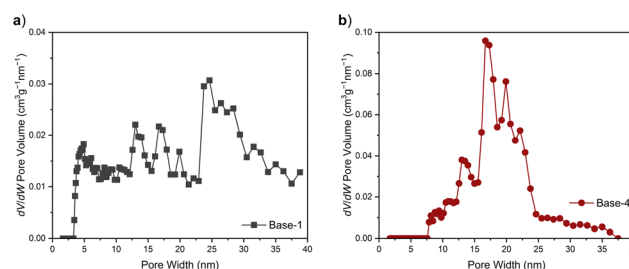 a)
0.04
0.03
0.02
0.01
0.00
0 5 10 15 20 25 30 35 40
dV/dW Pore Volume (cm³g⁻¹nm⁻¹)
Pore Width (nm)
Base-1
b)
0.10
0.08
0.06
0.04
0.02
0.00
0 5 10 15 20 25 30 35
dV/dW Pore Volume (cm³g⁻¹nm⁻¹)
Pore Width (nm)
Base-4